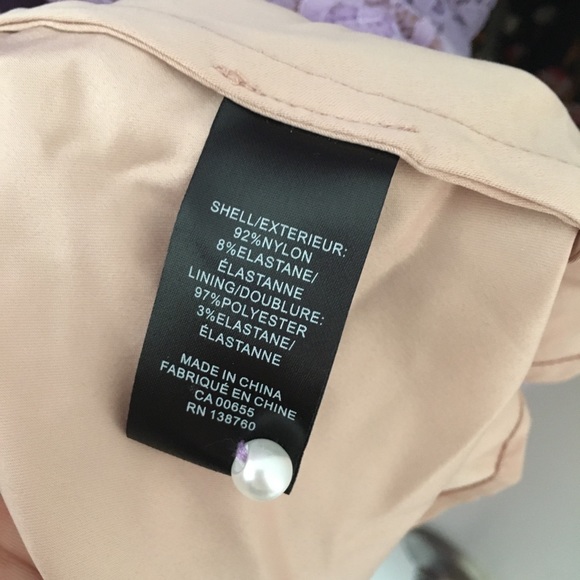 SHELL/EXTERIEUR:
92%NYLON
8%ELASTANE/
ÉLASTANNE
LINING/DOUBLURE:
97%POLYESTER
3%ELASTANE/
ÉLASTANNE
MADE IN CHINA
FABRIQUÉ EN CHINE
CA 00655
RN 138760